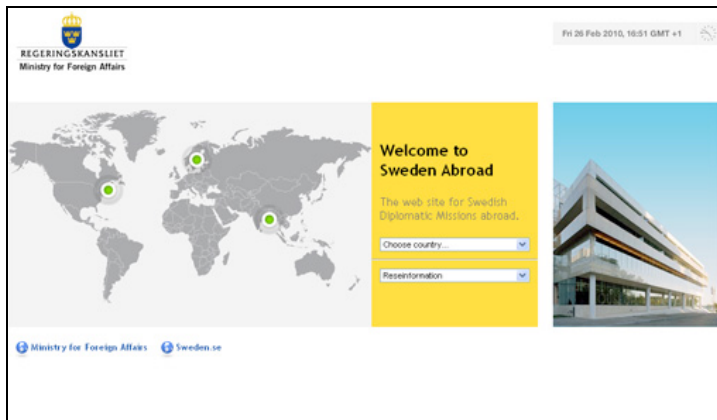 REGERINGSKANSLIET
Ministry for Foreign Affairs
Fri 26 Feb 2010, 16:51 GMT +1
Welcome to
Sweden Abroad
The web site for Swedish
Diplomatic Missions abroad.
Choose country...
Reseinformation
Ministry for Foreign Affairs Sweden.se